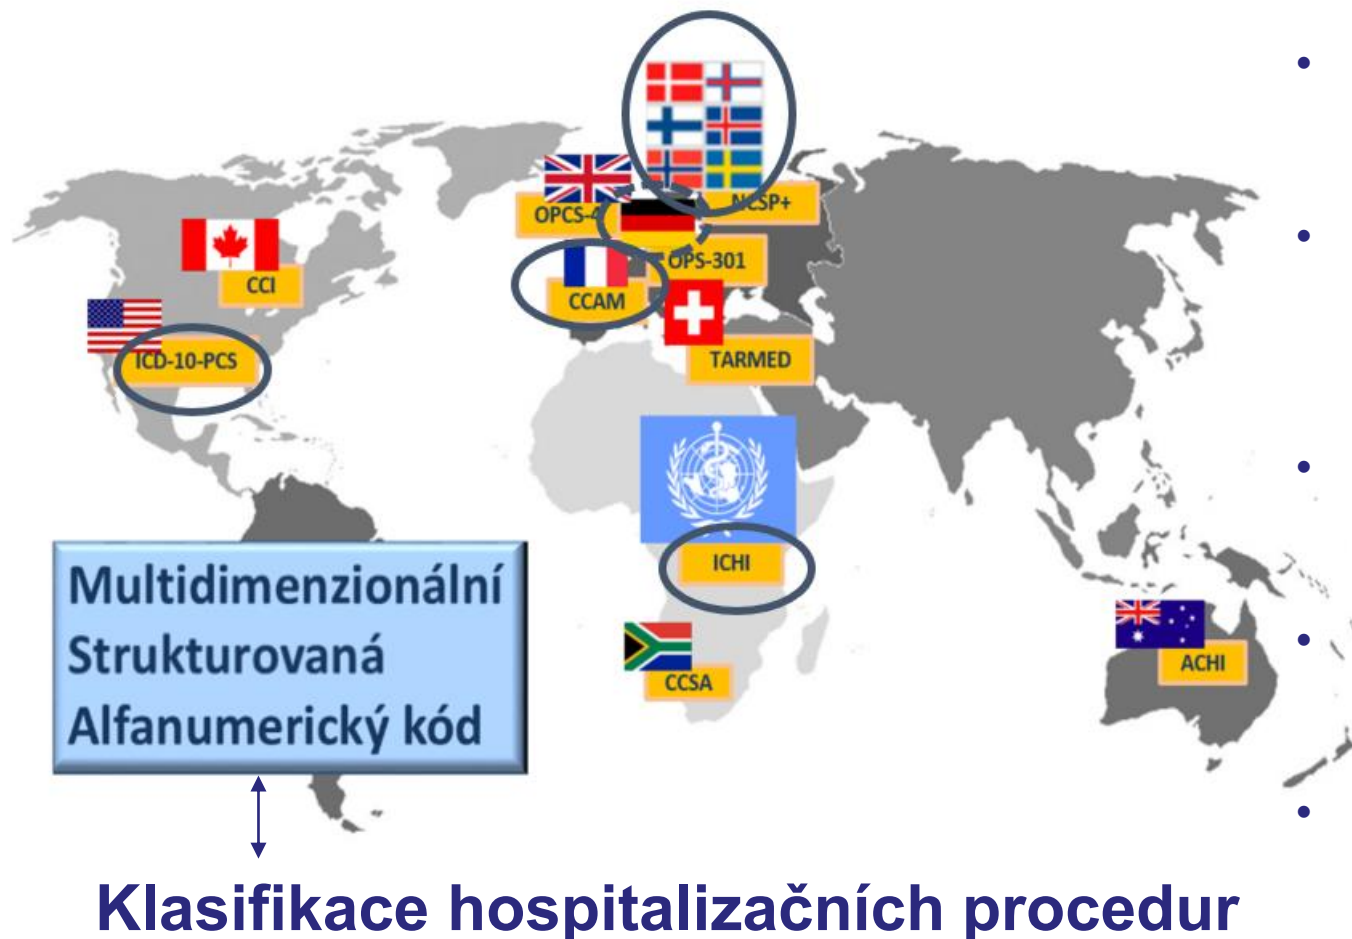 NCSP+
OPCS-4
OPS-301
CCI
CCAM
ICD-10-PCS
TARMED
ICHI
Multidimenzionální
Strukturovaná
Alfanumerický kód
CCSA
ACHI
Klasifikace hospitalizačních procedur